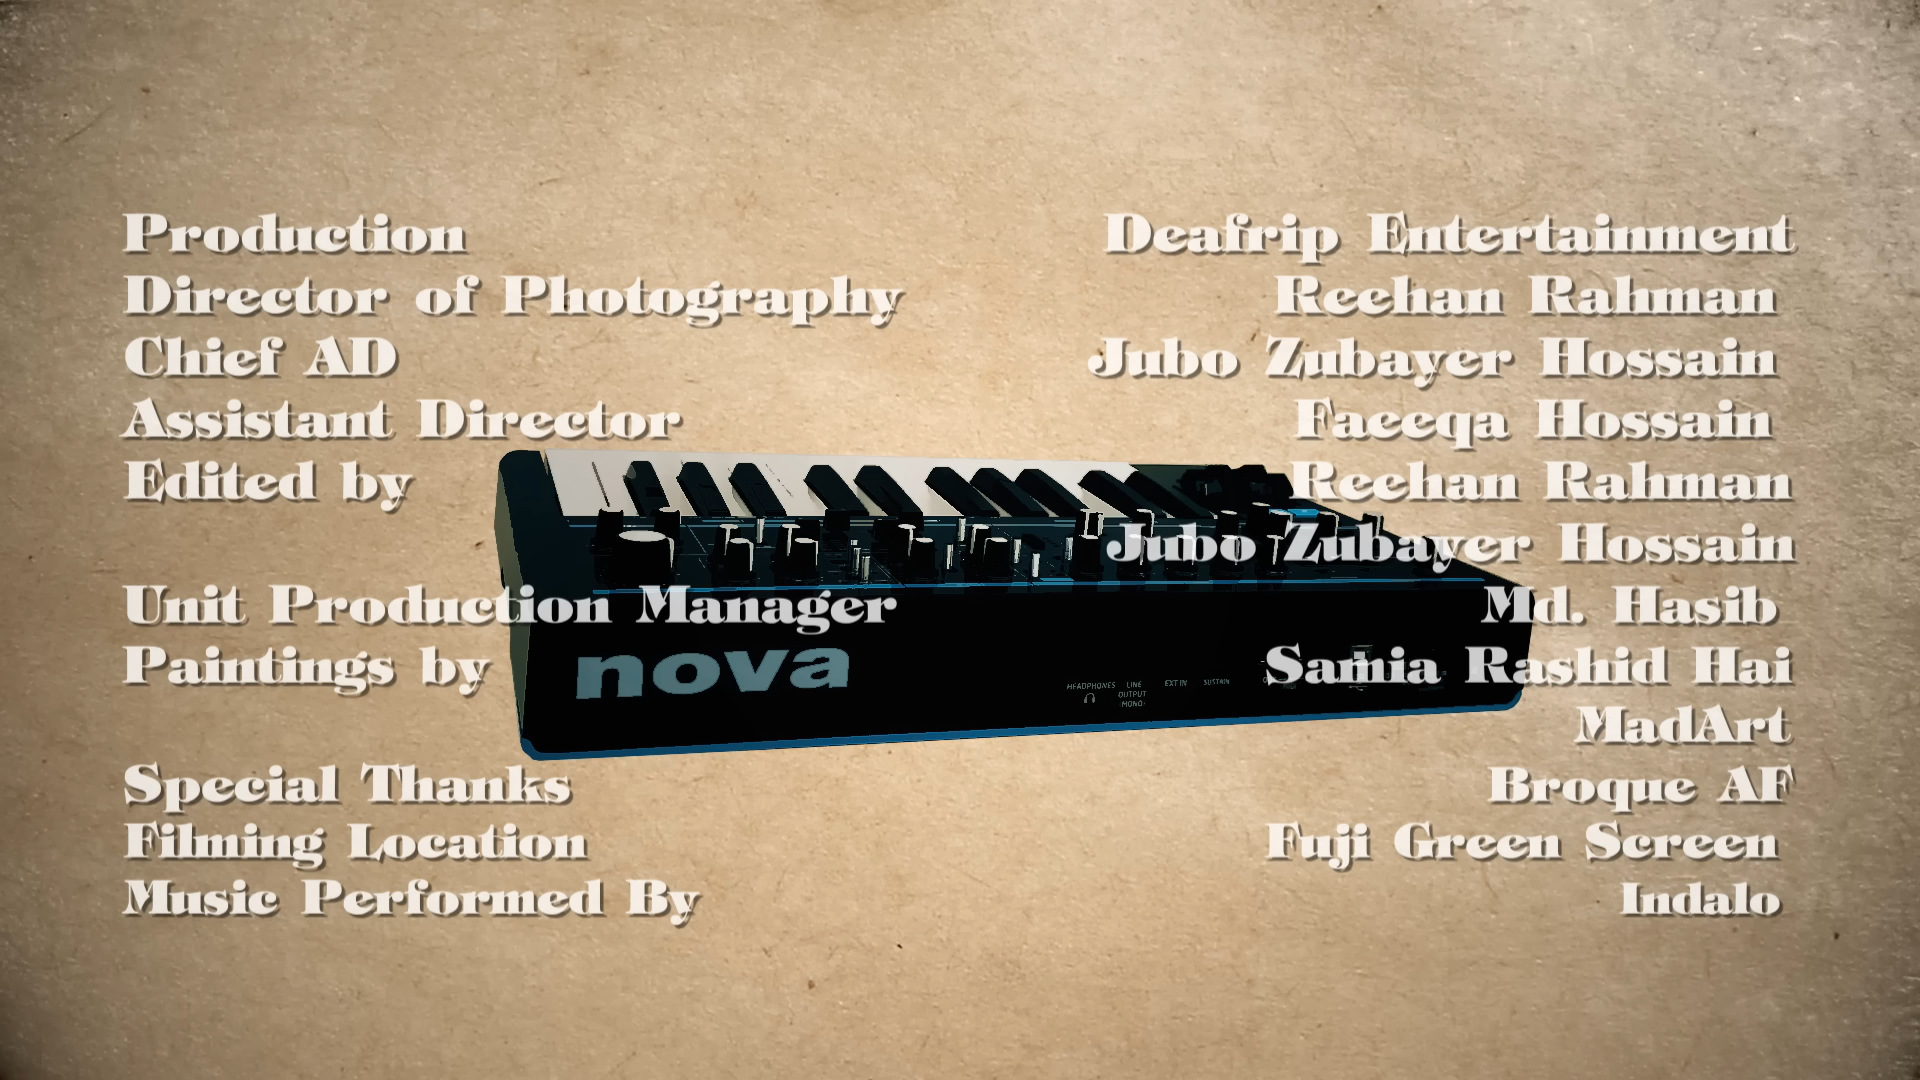 Production Deafrip Entertainment
Director of Photography Reehan Rahman
Chief AD Jubo Zubayer Hossain
Assistant Director Faeeqa Hossain
Edited by Reehan Rahman
Jubo Zubayer Hossain
Unit Production Manager Md. Hasib
Paintings by Samia Rashid Hai
MadArt
Special Thanks Broque AF
Filming Location Fuji Green Screen
Music Performed By Indalo
nova
HEADPHONES LINE OUTPUT (MONO) EXT IN SUSTAIN